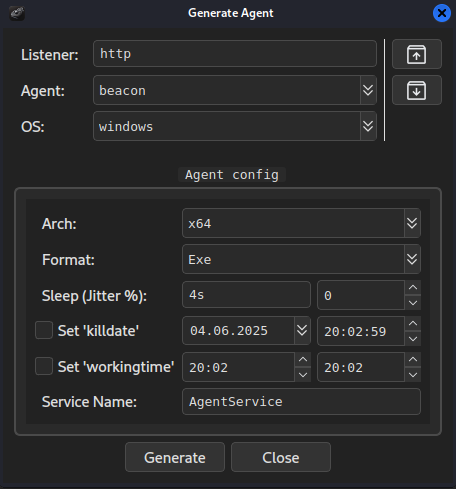 Generate Agent
Listener: http
Agent: beacon
OS: windows
Agent config
Arch: x64
Format: Exe
Sleep (Jitter %): 4s 0
Set 'killdate' 04.06.2025 20:02:59
Set 'workingtime' 20:02 20:02
Service Name: AgentService
Generate Close